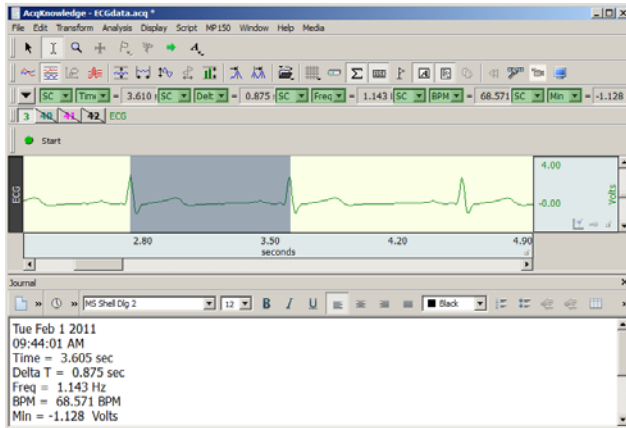 AcqKnowledge - ECGdata.acq *
File Edit Transform Analysis Display Script MP150 Window Help Media
SC Time = 3.610 SC Delt = 0.875 SC Freq = 1.143 SC BPM = 68.571 SC Min = -1.128
3 40 41 42 ECG
Start
ECG
4.00
-0.00
Volts
2.80 3.50 4.20 4.90
seconds
Journal
MS Shell Dlg 2 12 B I U Black
Tue Feb 1 2011
09:44:01 AM
Time = 3.605 sec
Delta T = 0.875 sec
Freq = 1.143 Hz
BPM = 68.571 BPM
Min = -1.128 Volts